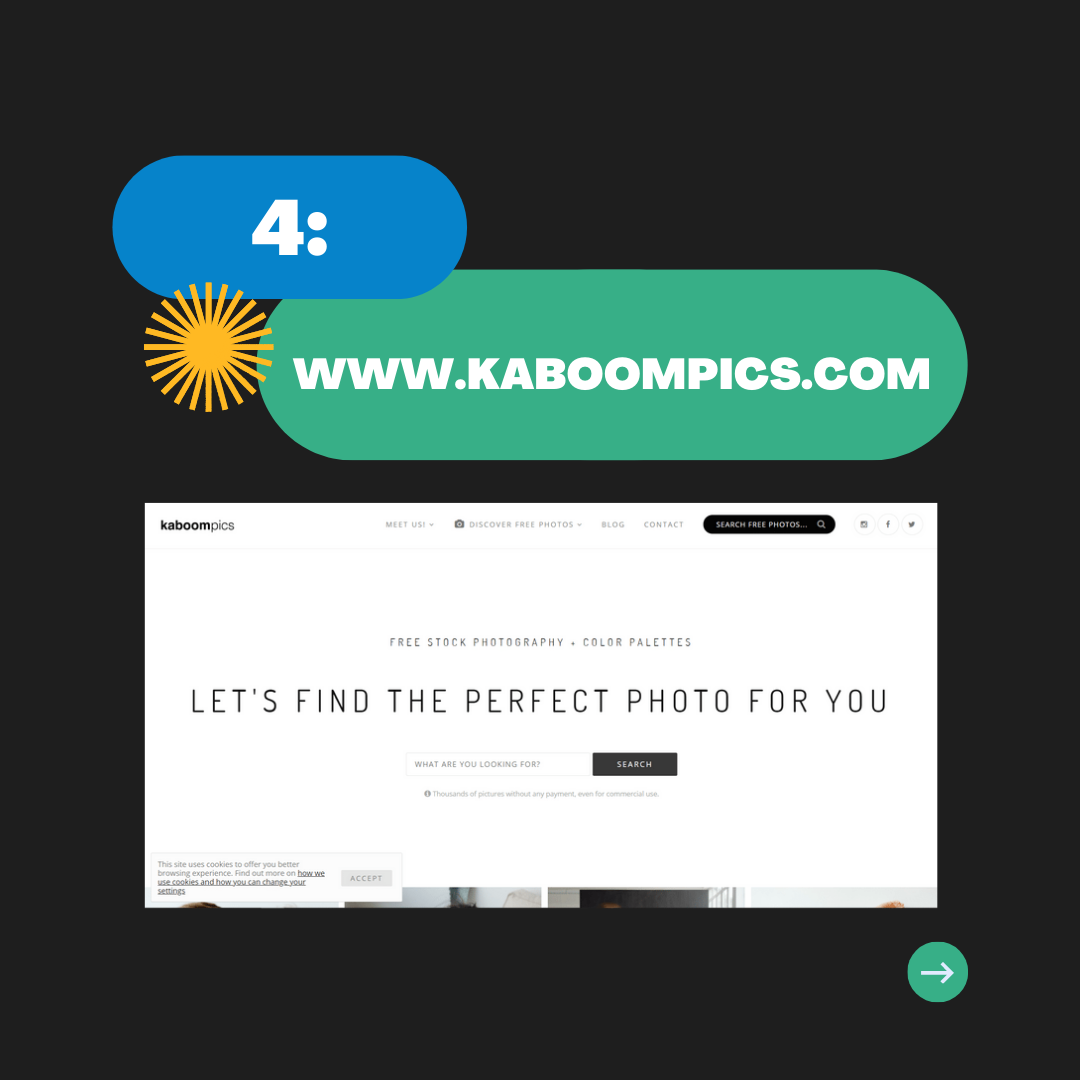 4:
WWW.KABOOMPICS.COM
kaboompics
MEET US! DISCOVER FREE PHOTOS BLOG CONTACT SEARCH FREE PHOTOS...
FREE STOCK PHOTOGRAPHY + COLOR PALETTES
LET'S FIND THE PERFECT PHOTO FOR YOU
WHAT ARE YOU LOOKING FOR? SEARCH
Thousands of pictures without any payment, even for commercial use.
This site uses cookies to offer you better
browsing experience. Find out more on how we
use cookies and how you can change your
settings
ACCEPT